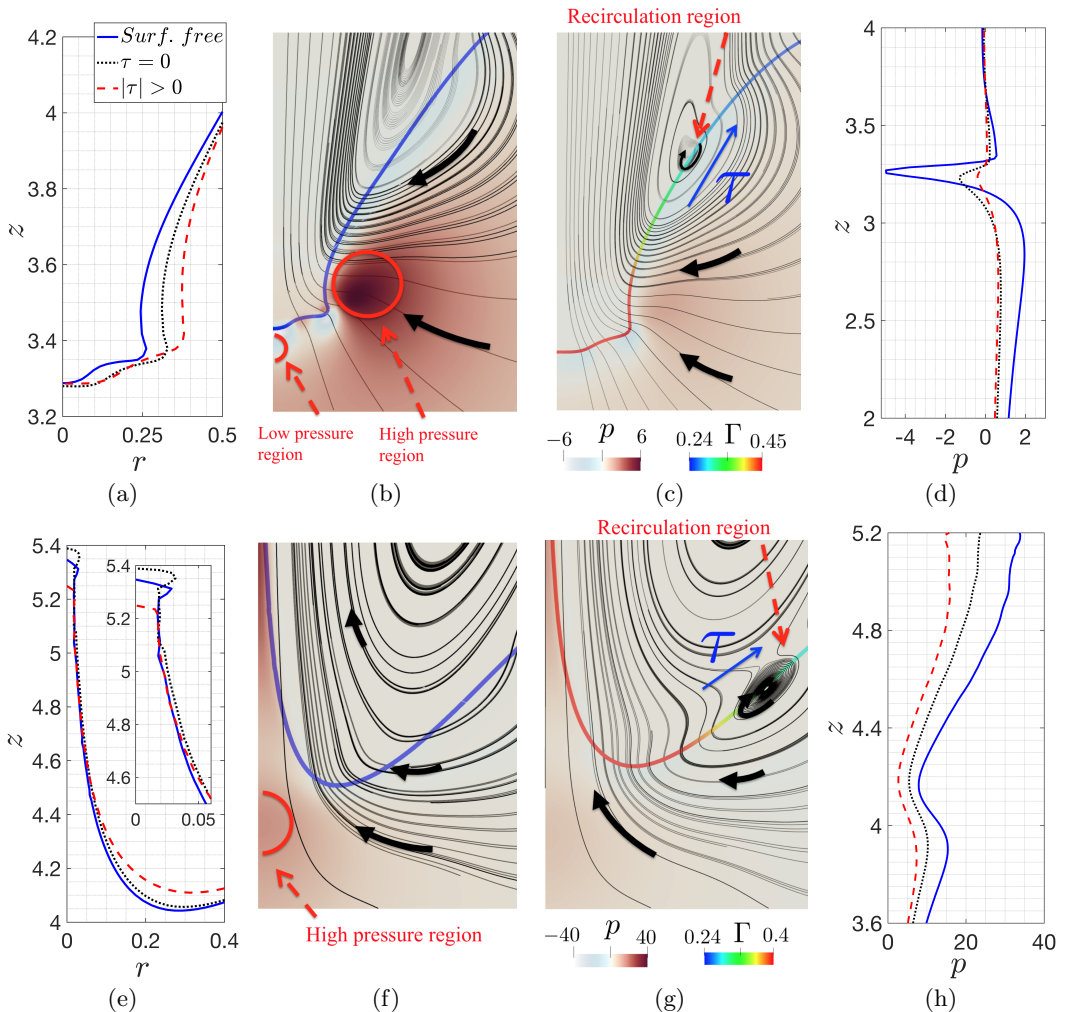 Surf. free
τ = 0
|τ| > 0
4.2
4
3.8
3.6
3.4
3.2
z
0
0.25
0.5
r
(a)
Low pressure
region
High pressure
region
−6
p
6
(b)
Recirculation region
𝒯
0.24
Γ
0.45
(c)
4
3.5
3
2.5
2
z
-4
-2
0
2
p
(d)
5.4
5.2
5
4.8
4.6
4.4
4.2
4
z
0
0.2
0.4
r
5.4
5.2
5
4.8
4.6
0
0.05
(e)
High pressure region
(f)
Recirculation region
𝒯
−40
p
40
0.24
Γ
0.4
(g)
5.2
4.8
4.4
4
3.6
z
0
20
40
p
(h)